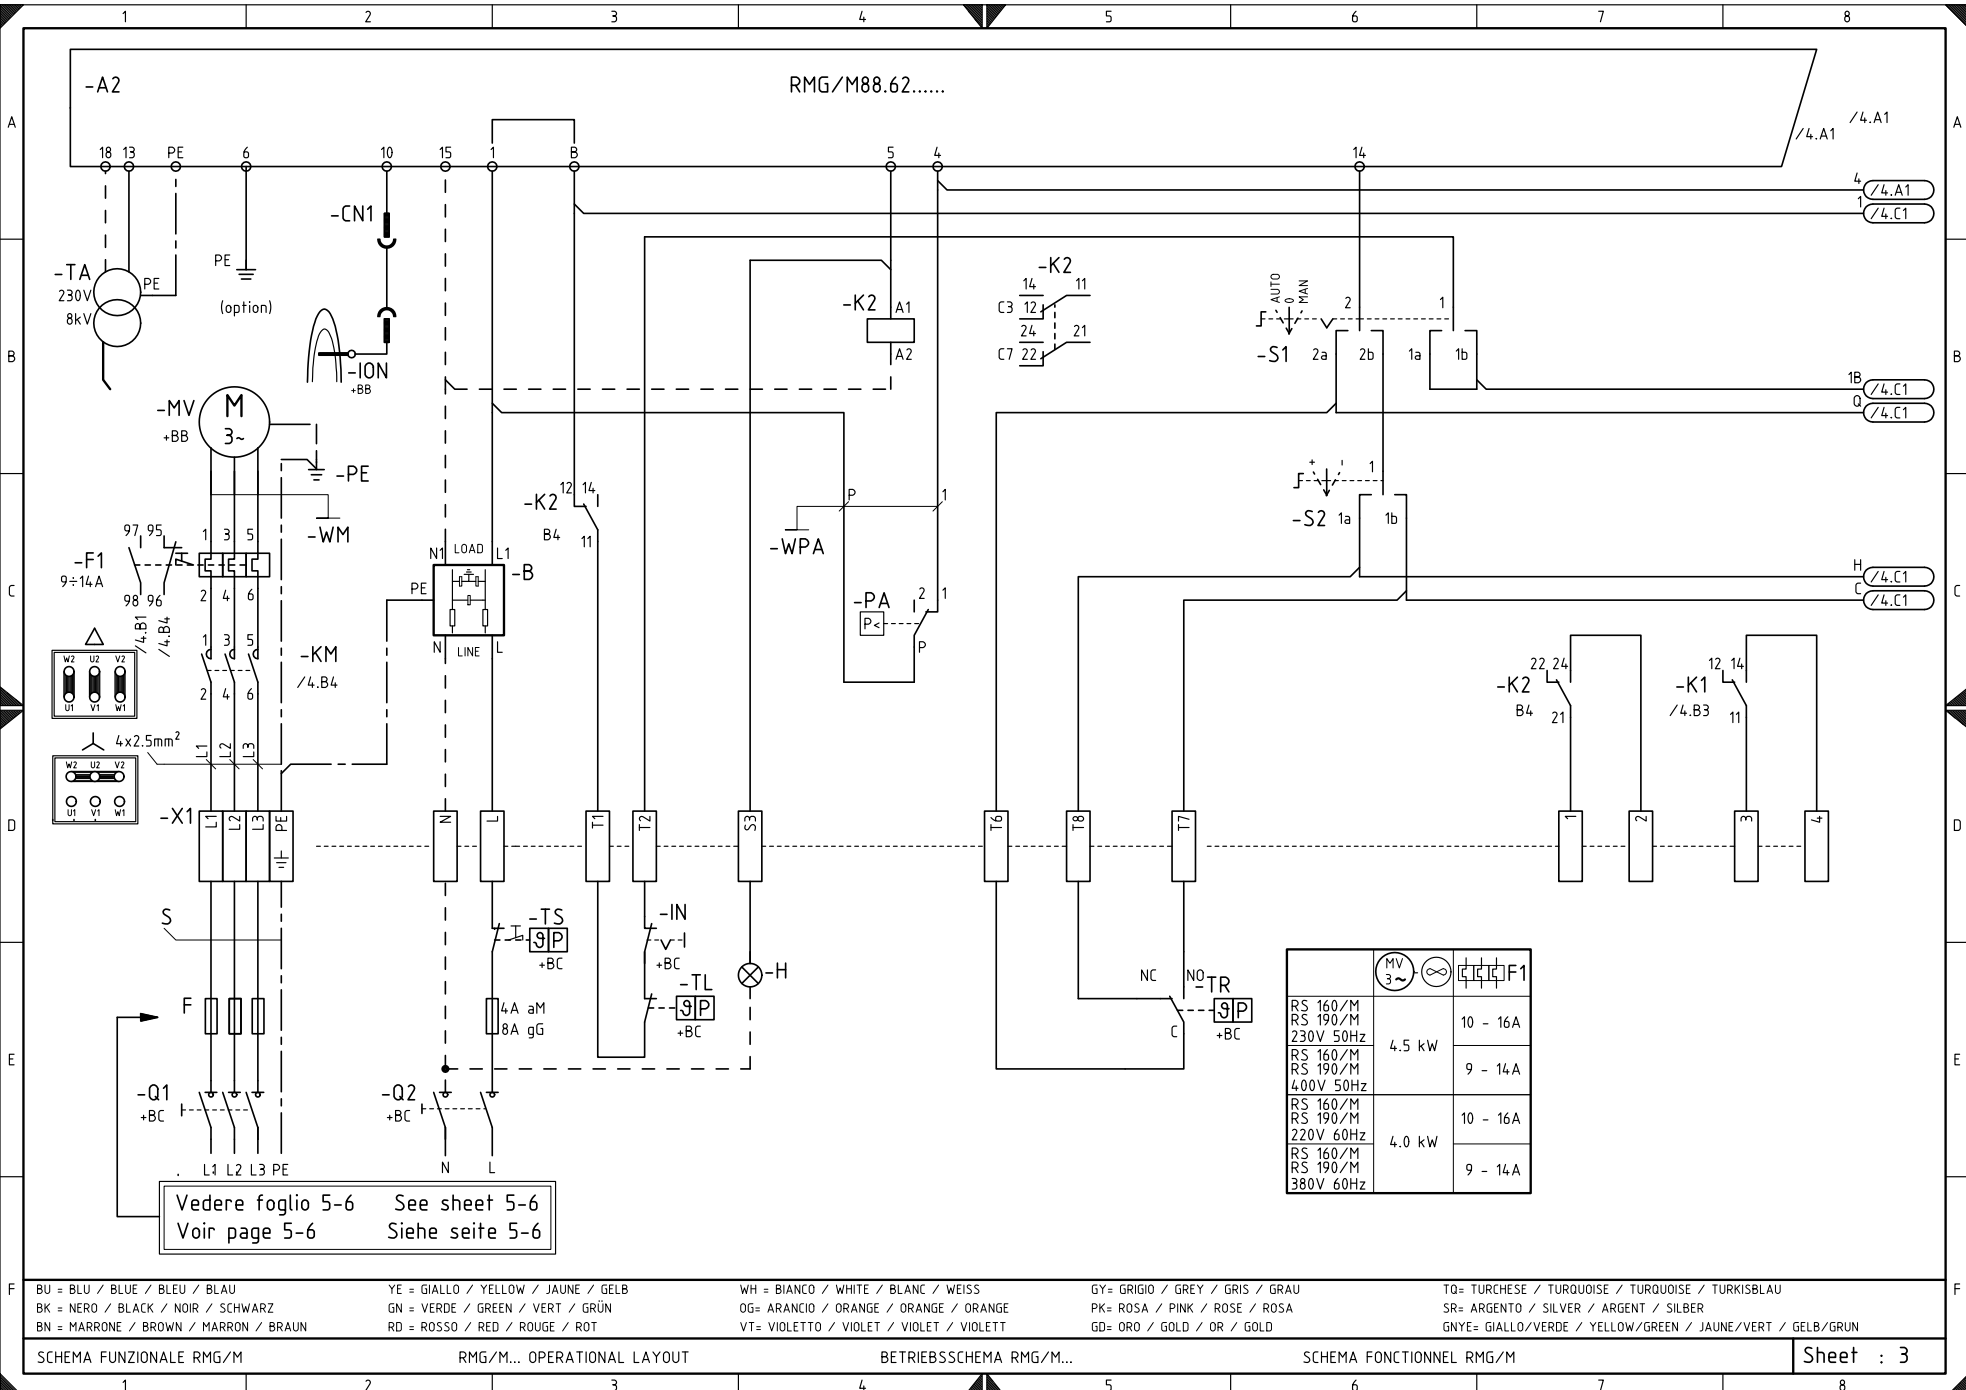 1 2 3 4 5 6 7 8
-A2
RMG/M88.62......
A
A
/4.A1
/4.A1
18 13 PE 6 10 15 1 B 5 4 14
4 /4.A1
1 /4.C1
-CN1
-TA
230V
8kV
PE
PE
(option)
-K2
A1
A2
-K2
14 11
C3 12
24 21
C7 22
AUTO
0
MAN
2 1
-S1
2a 2b 1a 1b
B
B
-ION
+BB
1B /4.C1
Q /4.C1
-MV
+BB
M
3~
-PE
-WM
+ -
1
-S2
1a 1b
12 14
-K2
B4
11
P 1
-WPA
97 95
1 3 5
-F1
9÷14A
2 4 6
98 96
/4.B1
/4.B4
N1 LOAD L1
-B
PE
N LINE L
C
C
H /4.C1
C /4.C1
-PA
P<
2 1
P
1 3 5
-KM
/4.B4
2 4 6
W2 U2 V2
U1 V1 W1
22 24
-K2
B4
21
12 14
-K1
/4.B3
11
4x2.5mm2
L1 L2 L3
W2 U2 V2
U1 V1 W1
D
D
-X1
L1 L2 L3 PE N L T1 T2 S3 T6 T8 T7 1 2 3 4
S
-TS
ϑ P
+BC
-IN
+BC
-H
-TL
ϑ P
+BC
NC NO
-TR
ϑ P
+BC
C
F
4A aM
8A gG
E
E
-Q1
+BC
-Q2
+BC
. L1 L2 L3 PE
N L
MV
3~
F1
RS 160/M
RS 190/M
230V 50Hz
4.5 kW
10 - 16A
RS 160/M
RS 190/M
400V 50Hz
9 - 14A
RS 160/M
RS 190/M
220V 60Hz
4.0 kW
10 - 16A
RS 160/M
RS 190/M
380V 60Hz
9 - 14A
Vedere foglio 5-6 See sheet 5-6
Voir page 5-6 Siehe seite 5-6
F
F
BU = BLU / BLUE / BLEU / BLAU
BK = NERO / BLACK / NOIR / SCHWARZ
BN = MARRONE / BROWN / MARRON / BRAUN
YE = GIALLO / YELLOW / JAUNE / GELB
GN = VERDE / GREEN / VERT / GRÜN
RD = ROSSO / RED / ROUGE / ROT
WH = BIANCO / WHITE / BLANC / WEISS
OG= ARANCIO / ORANGE / ORANGE / ORANGE
VT= VIOLETTO / VIOLET / VIOLET / VIOLETT
GY= GRIGIO / GREY / GRIS / GRAU
PK= ROSA / PINK / ROSE / ROSA
GD= ORO / GOLD / OR / GOLD
TQ= TURCHESE / TURQUOISE / TURQUOISE / TURKISBLAU
SR= ARGENTO / SILVER / ARGENT / SILBER
GNYE= GIALLO/VERDE / YELLOW/GREEN / JAUNE/VERT / GELB/GRUN
SCHEMA FUNZIONALE RMG/M
RMG/M... OPERATIONAL LAYOUT
BETRIEBSSCHEMA RMG/M...
SCHEMA FONCTIONNEL RMG/M
Sheet : 3
1 2 3 4 5 6 7 8